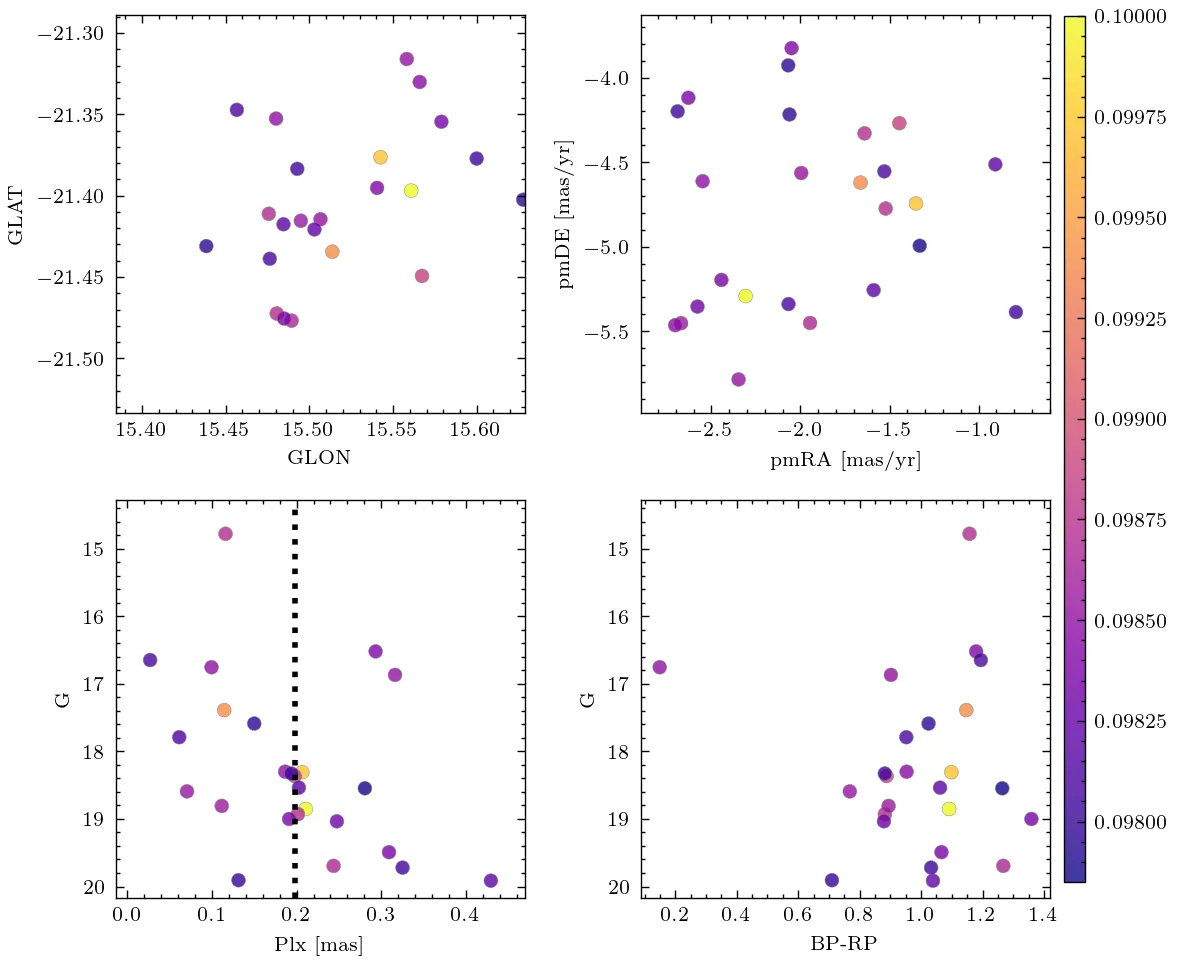 −21.30
−21.35
−21.40
−21.45
−21.50
GLAT
15.40 15.45 15.50 15.55 15.60
GLON
−4.0
−4.5
−5.0
−5.5
pmDE [mas/yr]
−2.5 −2.0 −1.5 −1.0
pmRA [mas/yr]
0.10000
0.09975
0.09950
0.09925
0.09900
0.09875
0.09850
0.09825
0.09800
15
16
17
18
19
20
G
0.0 0.1 0.2 0.3 0.4
Plx [mas]
15
16
17
18
19
20
G
0.2 0.4 0.6 0.8 1.0 1.2 1.4
BP-RP